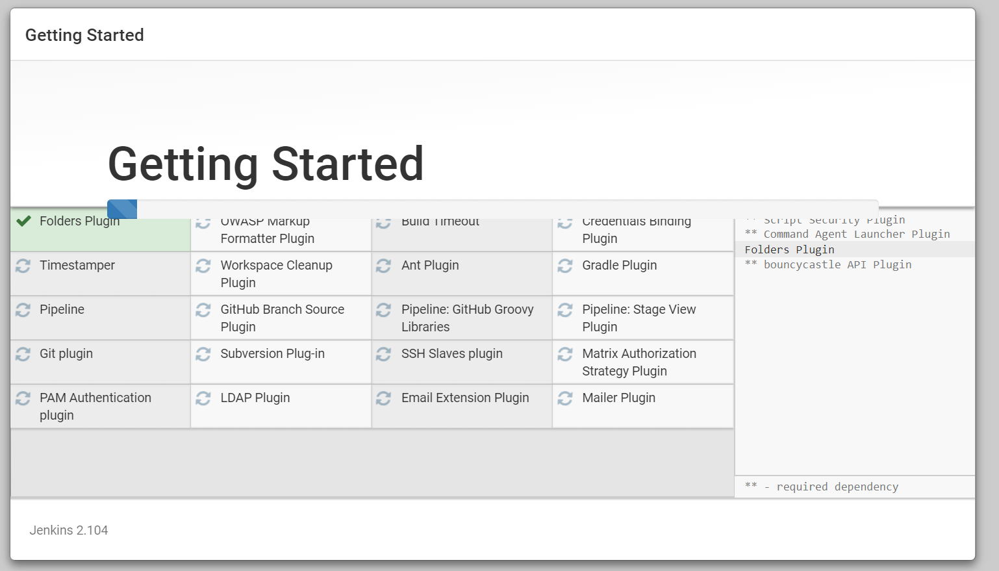 Getting Started
Getting Started
Folders Plugin
OWASP Markup
Formatter Plugin
Build Timeout
Credentials Binding
Plugin
Timestamper
Workspace Cleanup
Plugin
Ant Plugin
Gradle Plugin
Pipeline
GitHub Branch Source
Plugin
Pipeline: GitHub Groovy
Libraries
Pipeline: Stage View
Plugin
Git plugin
Subversion Plug-in
SSH Slaves plugin
Matrix Authorization
Strategy Plugin
PAM Authentication
plugin
LDAP Plugin
Email Extension Plugin
Mailer Plugin
** Script Security Plugin
** Command Agent Launcher Plugin
Folders Plugin
** bouncycastle API Plugin
** - required dependency
Jenkins 2.104